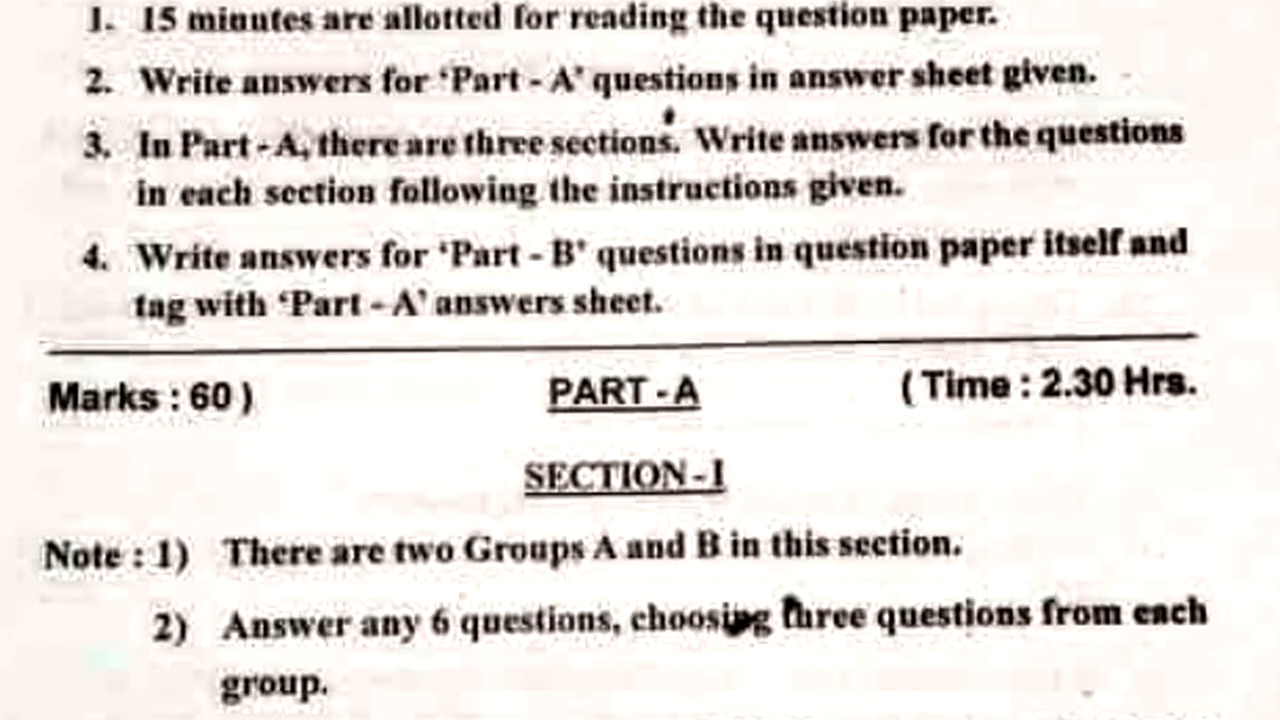 1. 15 minutes are allotted for reading the question paper.
2. Write answers for ‘Part - A’ questions in answer sheet given.
3. In Part - A, there are three sections. Write answers for the questions
in each section following the instructions given.
4. Write answers for ‘Part - B’ questions in question paper itself and
tag with ‘Part - A’ answers sheet.
Marks : 60 ) PART - A ( Time : 2.30 Hrs.
SECTION - I
Note : 1) There are two Groups A and B in this section.
2) Answer any 6 questions, choosing three questions from each
group.